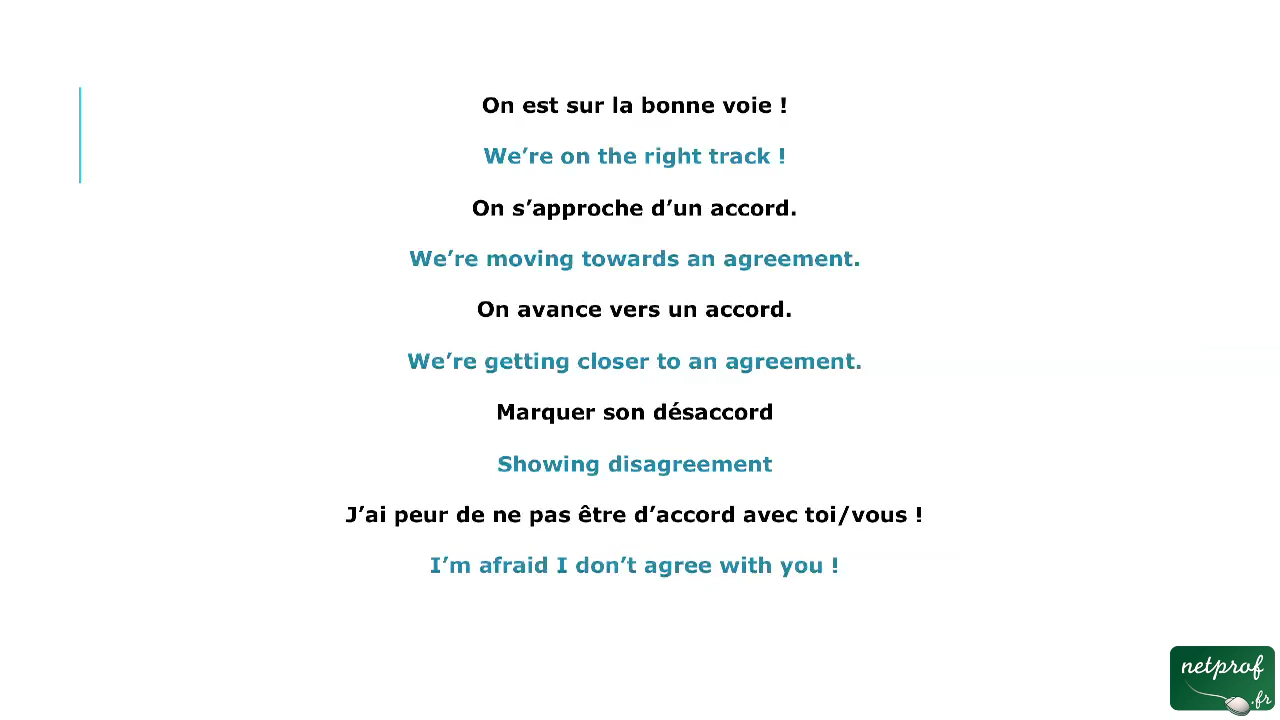 On est sur la bonne voie !
We’re on the right track !
On s’approche d’un accord.
We’re moving towards an agreement.
On avance vers un accord.
We’re getting closer to an agreement.
Marquer son désaccord
Showing disagreement
J’ai peur de ne pas être d’accord avec toi/vous !
I’m afraid I don’t agree with you !
netprof
.fr